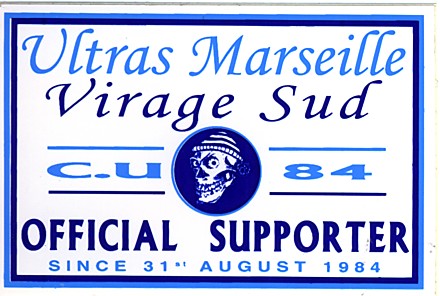 Ultras Marseille
Virage Sud
C.U 84
OFFICIAL SUPPORTER
SINCE 31st AUGUST 1984